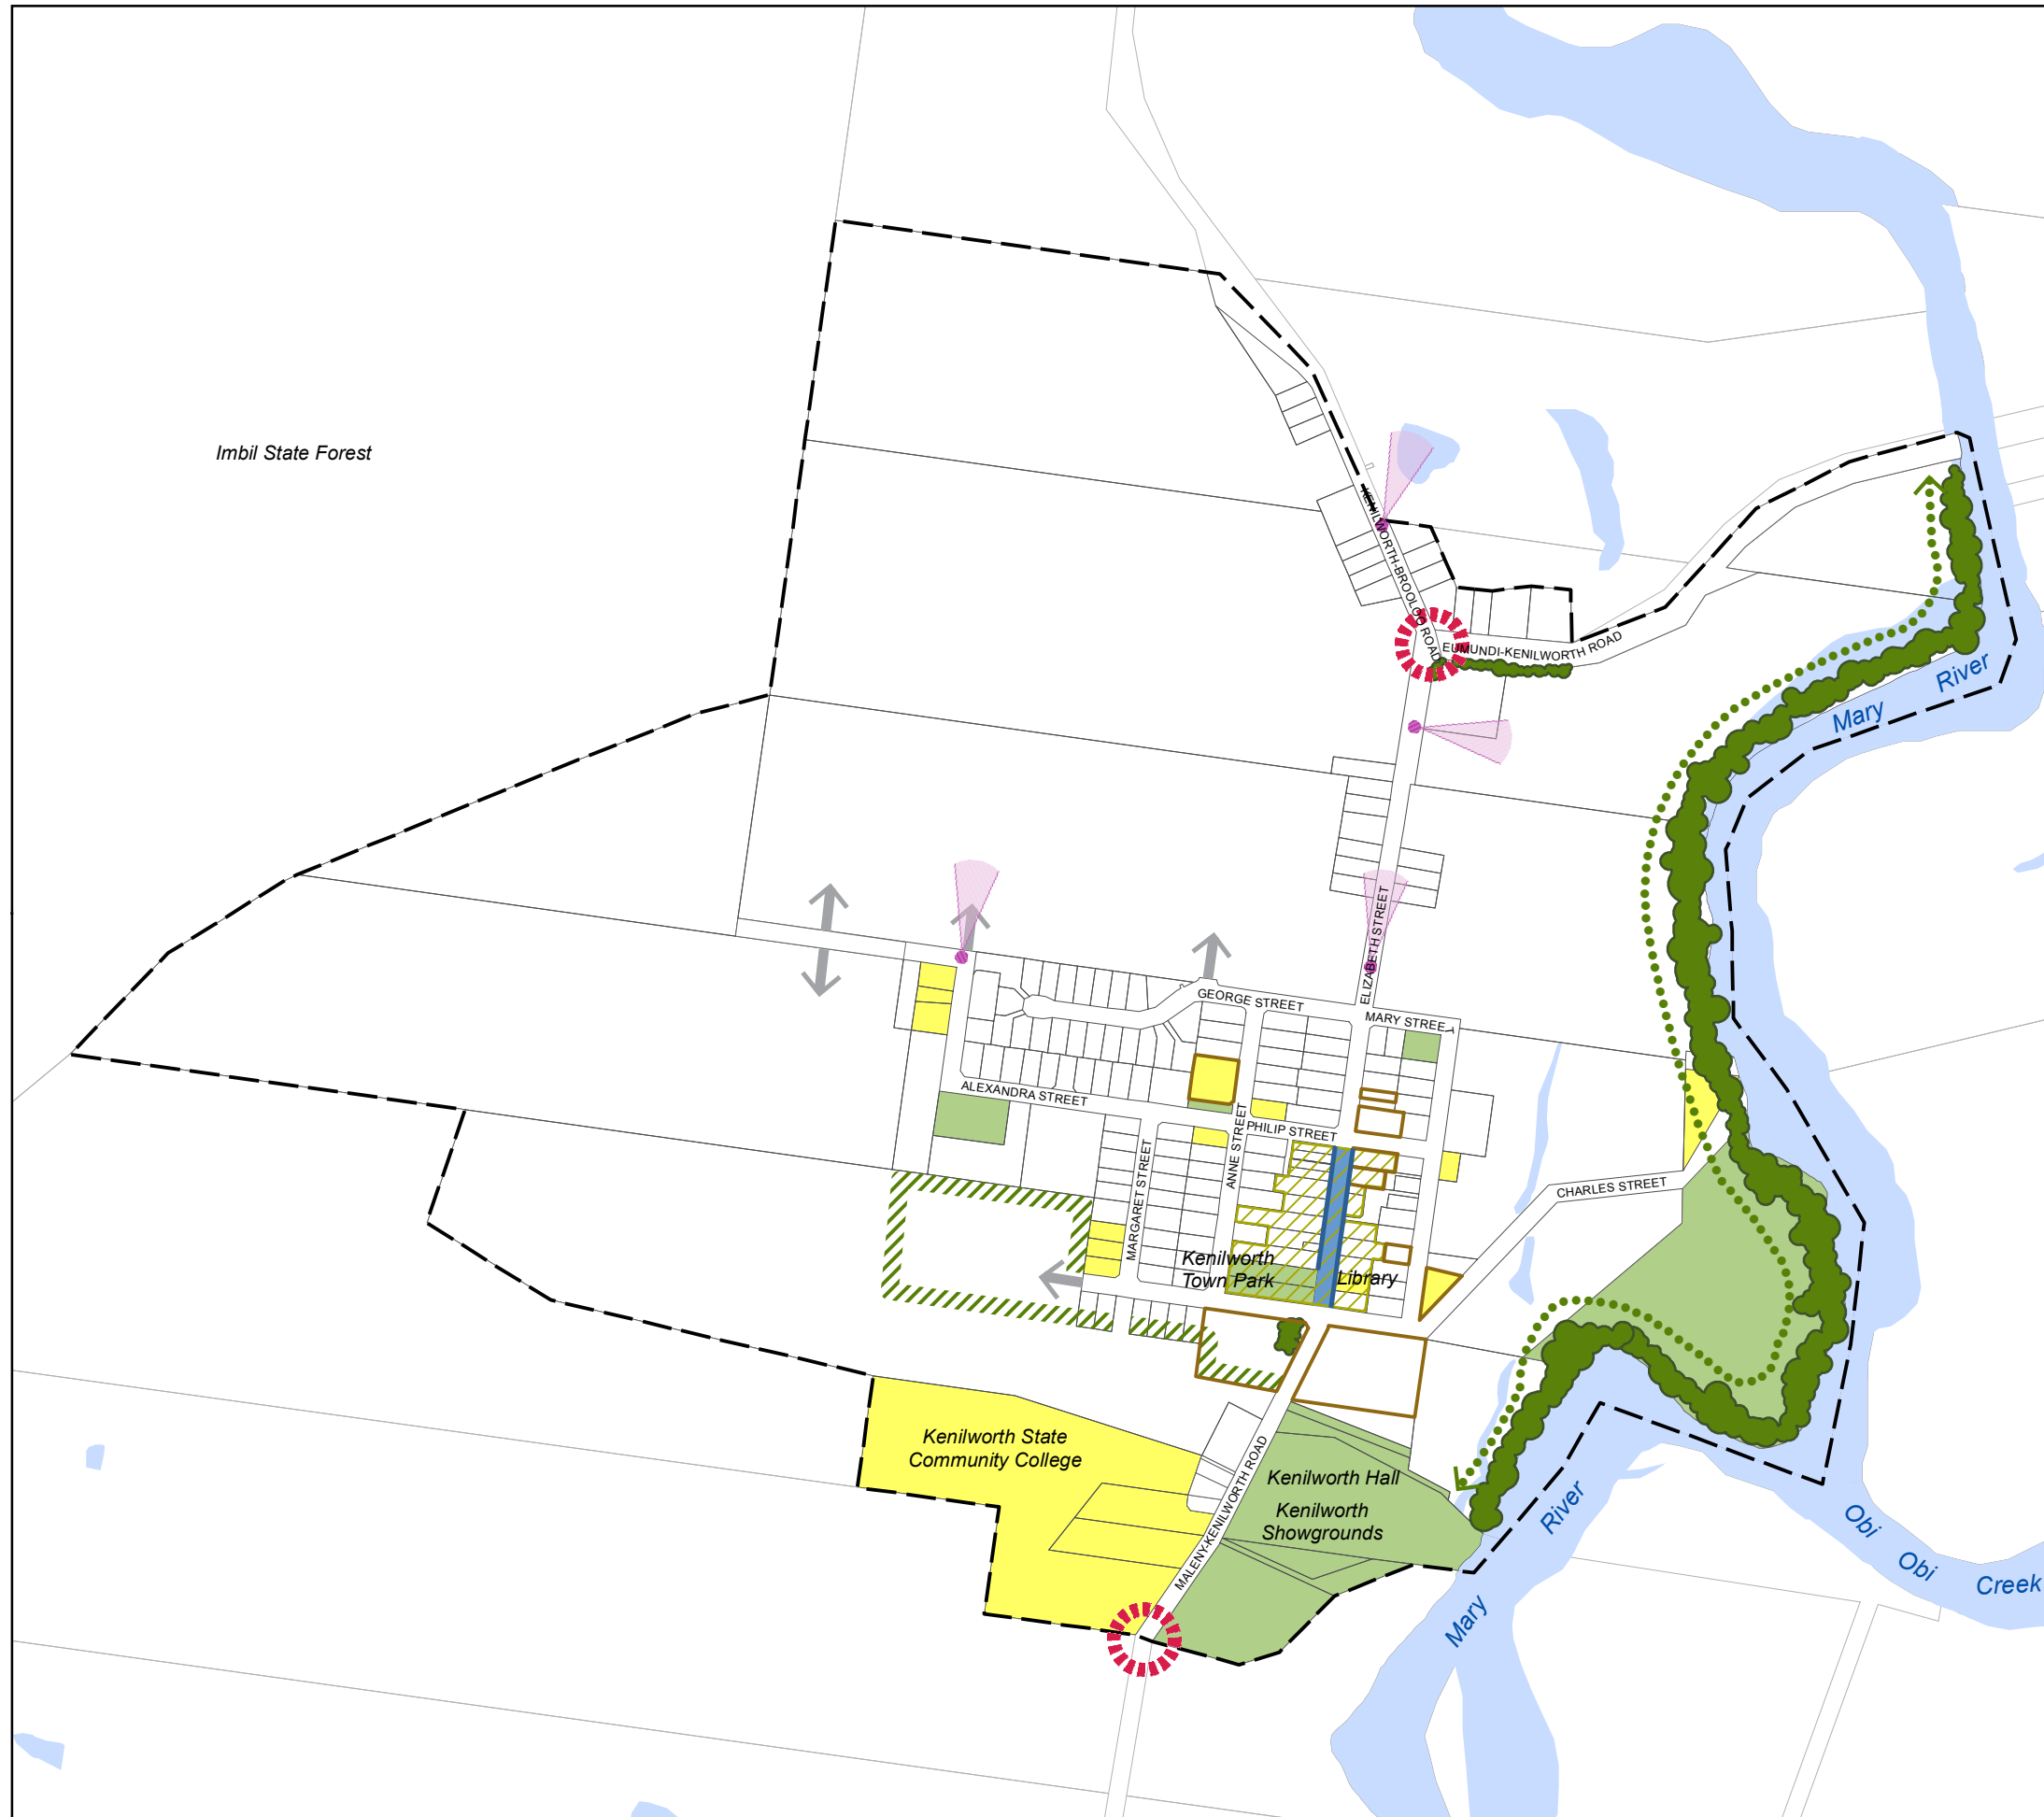 Imbil State Forest
KENILWORTH-BROOLOO ROAD
EUMUNDI-KENILWORTH ROAD
River
Mary
ELIZABETH STREET
GEORGE STREET
MARY STREET
ALEXANDRA STREET
PHILIP STREET
ANNE STREET
MARGARET STREET
CHARLES STREET
Kenilworth
Town Park
Library
Kenilworth State
Community College
MALENY-KENILWORTH ROAD
Kenilworth Hall
Kenilworth
Showgrounds
River
Mary
Obi
Obi
Creek